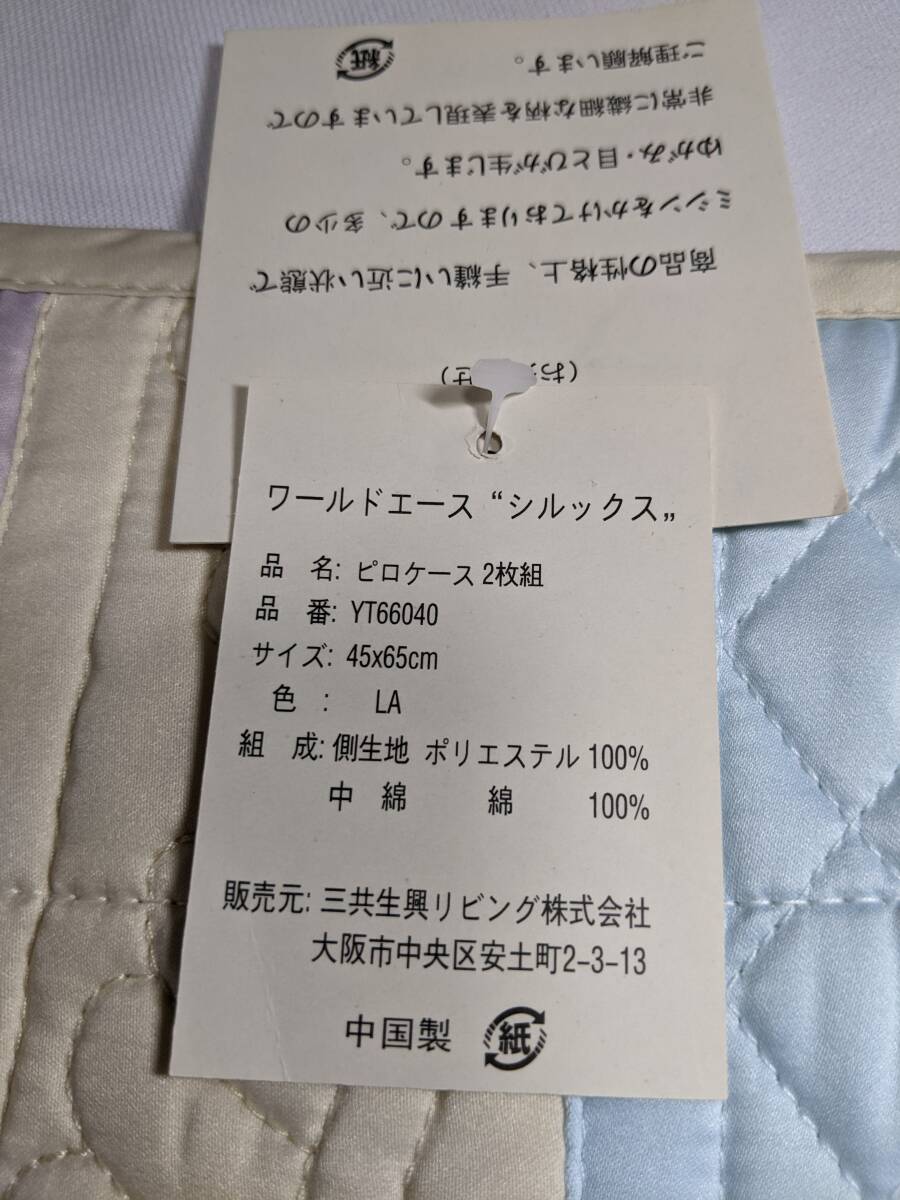 ワールドエース “シルックス„
品 名: ピロケース 2枚組
品 番: YT66040
サイズ: 45x65cm
色 : LA
組 成: 側生地 ポリエステル 100%
中 綿 綿 100%
販売元: 三共生興リビング株式会社
大阪市中央区安土町2-3-13
中国製 紙
商品の性格上、手縫いに近い状態で
ミシンをかけておりますので、多少の
ゆがみ・目とびが生じます。
非常に繊細な柄を表現していますので
ご理解願います。
紙